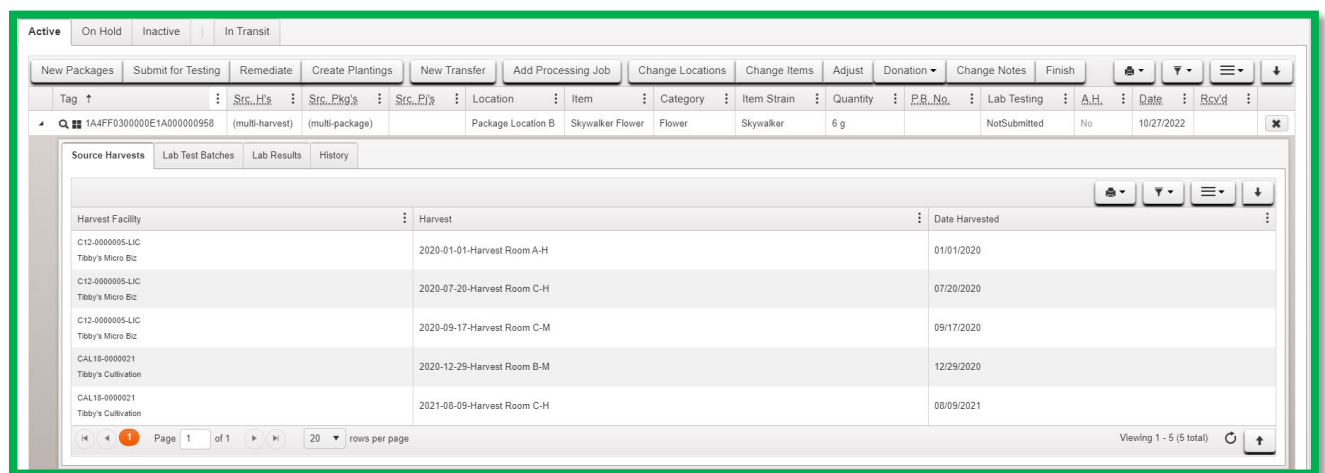 Active On Hold Inactive | In Transit
New Packages Submit for Testing Remediate Create Plantings New Transfer Add Processing Job Change Locations Change Items Adjust Donation Change Notes Finish
Tag ↑ Src. H's Src. Pkg's Src. Pj's Location Item Category Item Strain Quantity P.B. No. Lab Testing A.H. Date Rcv'd
1A4FF0300000E1A000000958 (multi-harvest) (multi-package) Package Location B Skywalker Flower Flower Skywalker 6 g NotSubmitted No 10/27/2022
Source Harvests Lab Test Batches Lab Results History
Harvest Facility Harvest Date Harvested
C12-0000005-LIC
Tibby's Micro Biz
2020-01-01-Harvest Room A-H 01/01/2020
C12-0000005-LIC
Tibby's Micro Biz
2020-07-20-Harvest Room C-H 07/20/2020
C12-0000005-LIC
Tibby's Micro Biz
2020-09-17-Harvest Room C-M 09/17/2020
CAL18-0000021
Tibby's Cultivation
2020-12-29-Harvest Room B-M 12/29/2020
CAL18-0000021
Tibby's Cultivation
2021-08-09-Harvest Room C-H 08/09/2021
1 Page 1 of 1 20 rows per page Viewing 1 - 5 (5 total)